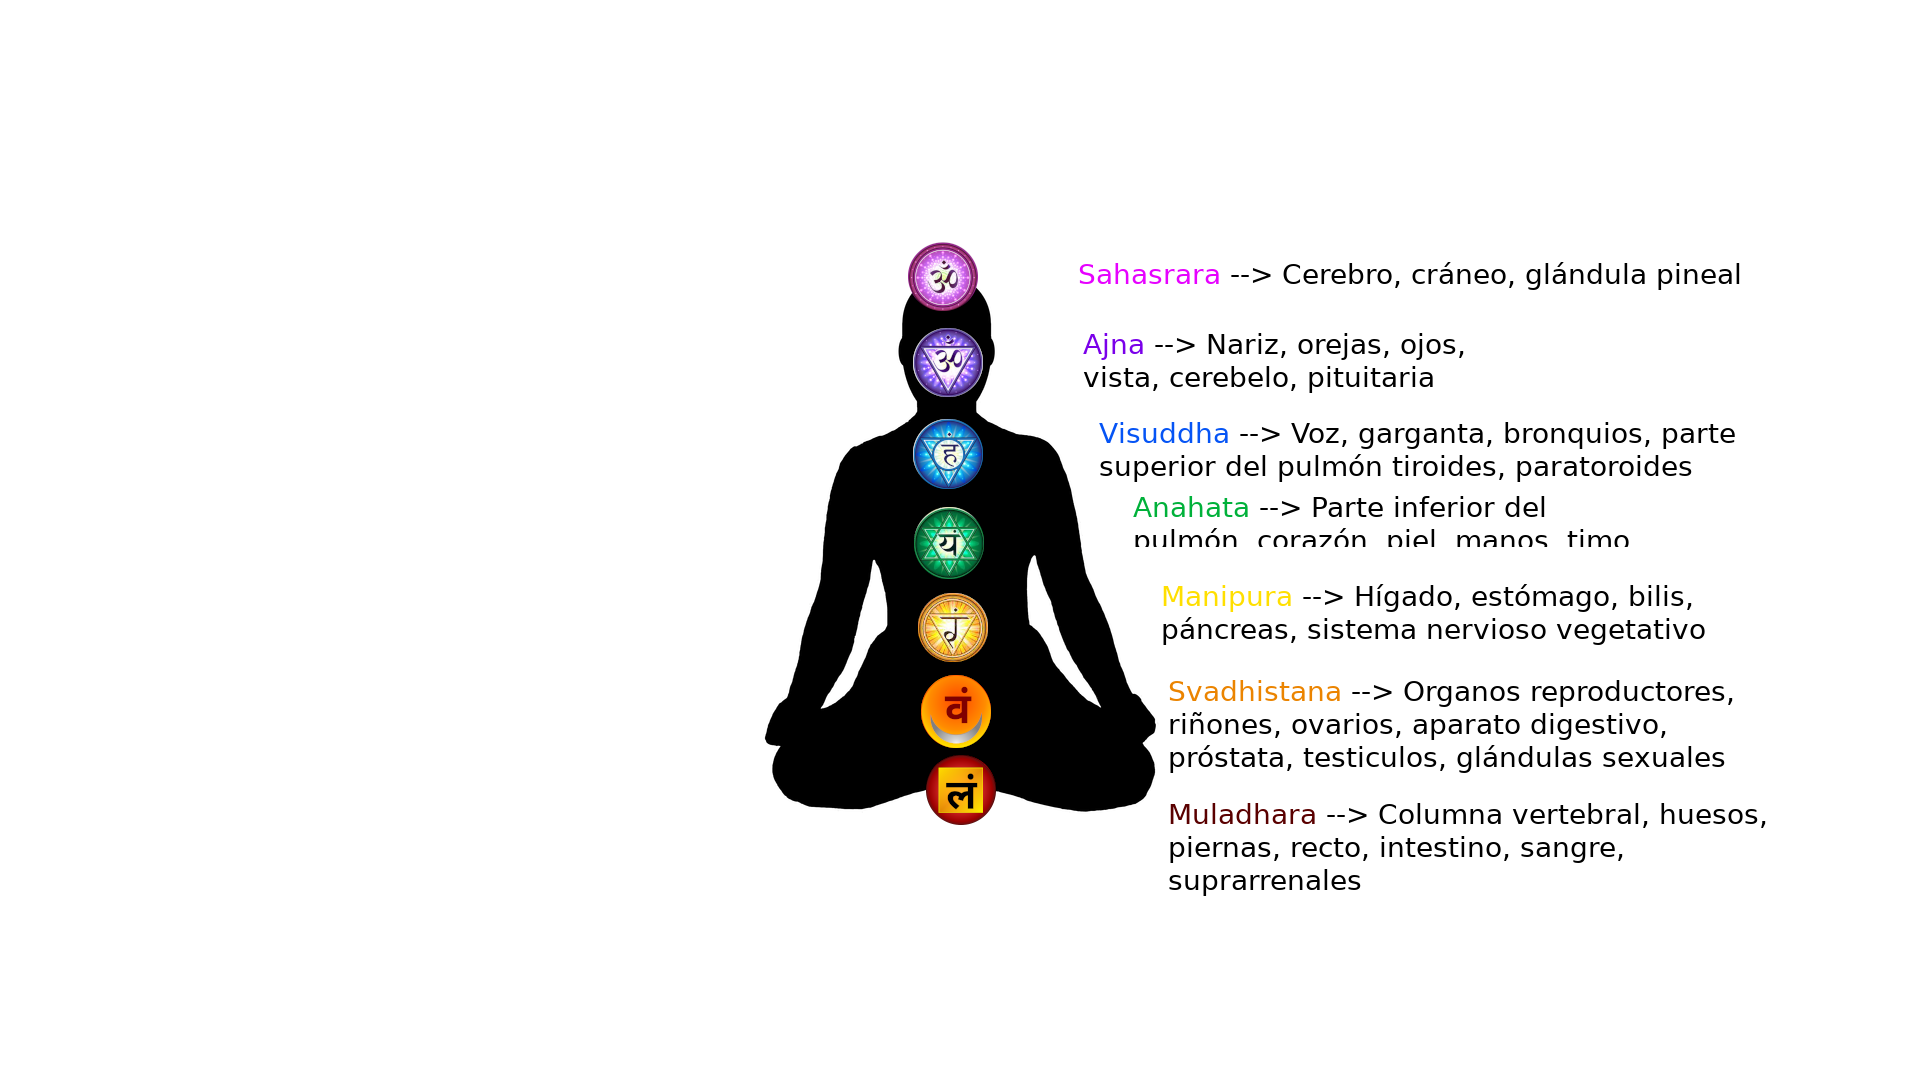 ॐ
Sahasrara --> Cerebro, cráneo, glándula pineal
ॐ
Ajna --> Nariz, orejas, ojos,
vista, cerebelo, pituitaria
हं
Visuddha --> Voz, garganta, bronquios, parte
superior del pulmón tiroides, paratoroides
यं
Anahata --> Parte inferior del
pulmón, corazón, piel, manos, timo
रं
Manipura --> Hígado, estómago, bilis,
páncreas, sistema nervioso vegetativo
वं
Svadhistana --> Organos reproductores,
riñones, ovarios, aparato digestivo,
próstata, testiculos, glándulas sexuales
लं
Muladhara --> Columna vertebral, huesos,
piernas, recto, intestino, sangre,
suprarrenales